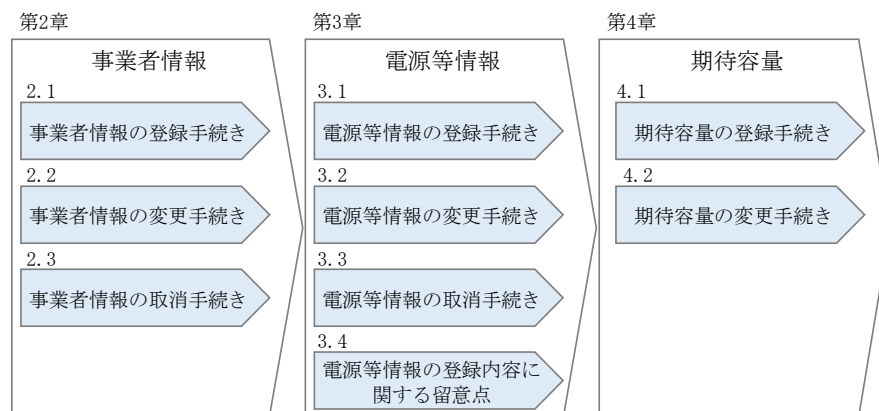 第2章
事業者情報
2.1
事業者情報の登録手続き
2.2
事業者情報の変更手続き
2.3
事業者情報の取消手続き
第3章
電源等情報
3.1
電源等情報の登録手続き
3.2
電源等情報の変更手続き
3.3
電源等情報の取消手続き
3.4
電源等情報の登録内容に
関する留意点
第4章
期待容量
4.1
期待容量の登録手続き
4.2
期待容量の変更手続き